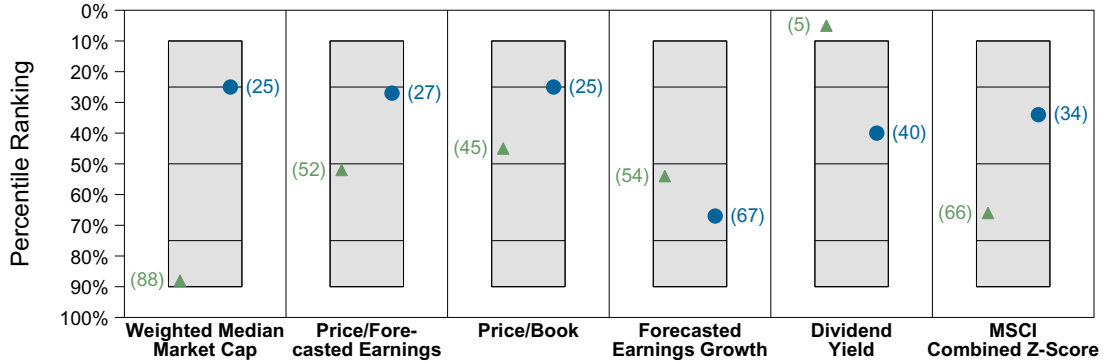 Percentile Ranking
0%
10%
20%
30%
40%
50%
60%
70%
80%
90%
100%
(88)
(25)
(52)
(27)
(45)
(25)
(54)
(67)
(5)
(40)
(66)
(34)
Weighted Median
Market Cap
Price/Fore-
casted Earnings
Price/Book
Forecasted
Earnings Growth
Dividend
Yield
MSCI
Combined Z-Score